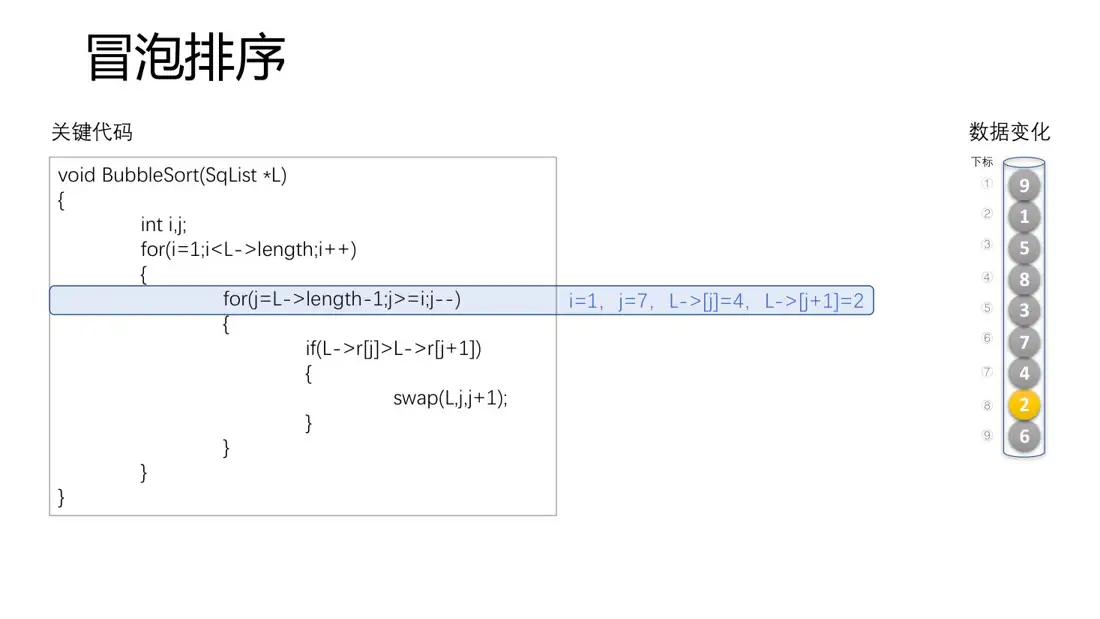 冒泡排序
关键代码
数据变化
void BubbleSort(SqList *L)
{
int i,j;
for(i=1;i<L->length;i++)
{
for(j=L->length-1;j>=i;j--)
i=1, j=7, L->[j]=4, L->[j+1]=2
{
if(L->r[j]>L->r[j+1])
{
swap(L,j,j+1);
}
}
}
}
下标
① 9
② 1
③ 5
④ 8
⑤ 3
⑥ 7
⑦ 4
⑧ 2
⑨ 6